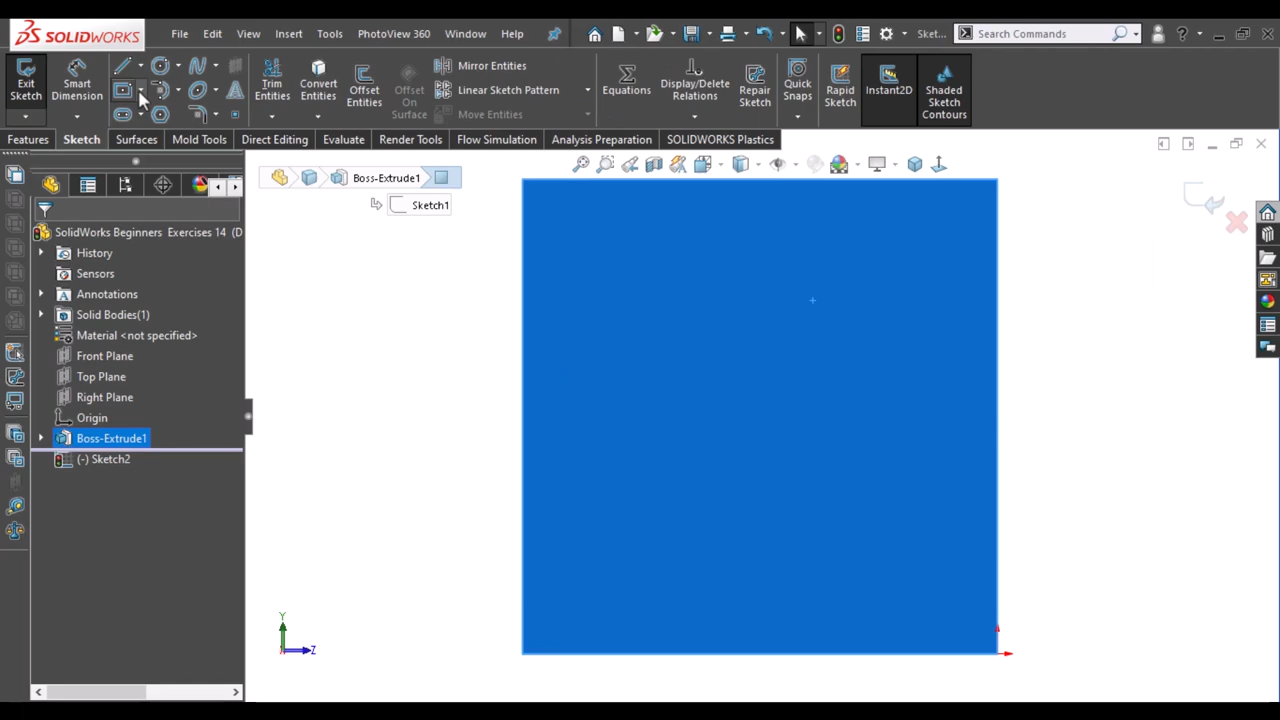 SOLIDWORKS File Edit View Insert Tools PhotoView 360 Window Help Sket... Search Commands
Exit Sketch Smart Dimension Trim Entities Convert Entities Offset Entities Offset On Surface Mirror Entities Linear Sketch Pattern Move Entities Equations Display/Delete Relations Repair Sketch Quick Snaps Rapid Sketch Instant2D Shaded Sketch Contours
Features Sketch Surfaces Mold Tools Direct Editing Evaluate Render Tools Flow Simulation Analysis Preparation SOLIDWORKS Plastics
Boss-Extrude1
Sketch1
SolidWorks Beginners Exercises 14 (D
History
Sensors
Annotations
Solid Bodies(1)
Material <not specified>
Front Plane
Top Plane
Right Plane
Origin
Boss-Extrude1
(-) Sketch2
Y
Z